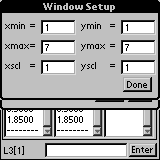 Window Setup
xmin = 1 ymin = 1
xmax= 7 ymax= 7
xscl = 1 yscl = 1
Done
1.8500 1.8500
------ ------ ------
L3[1] Enter